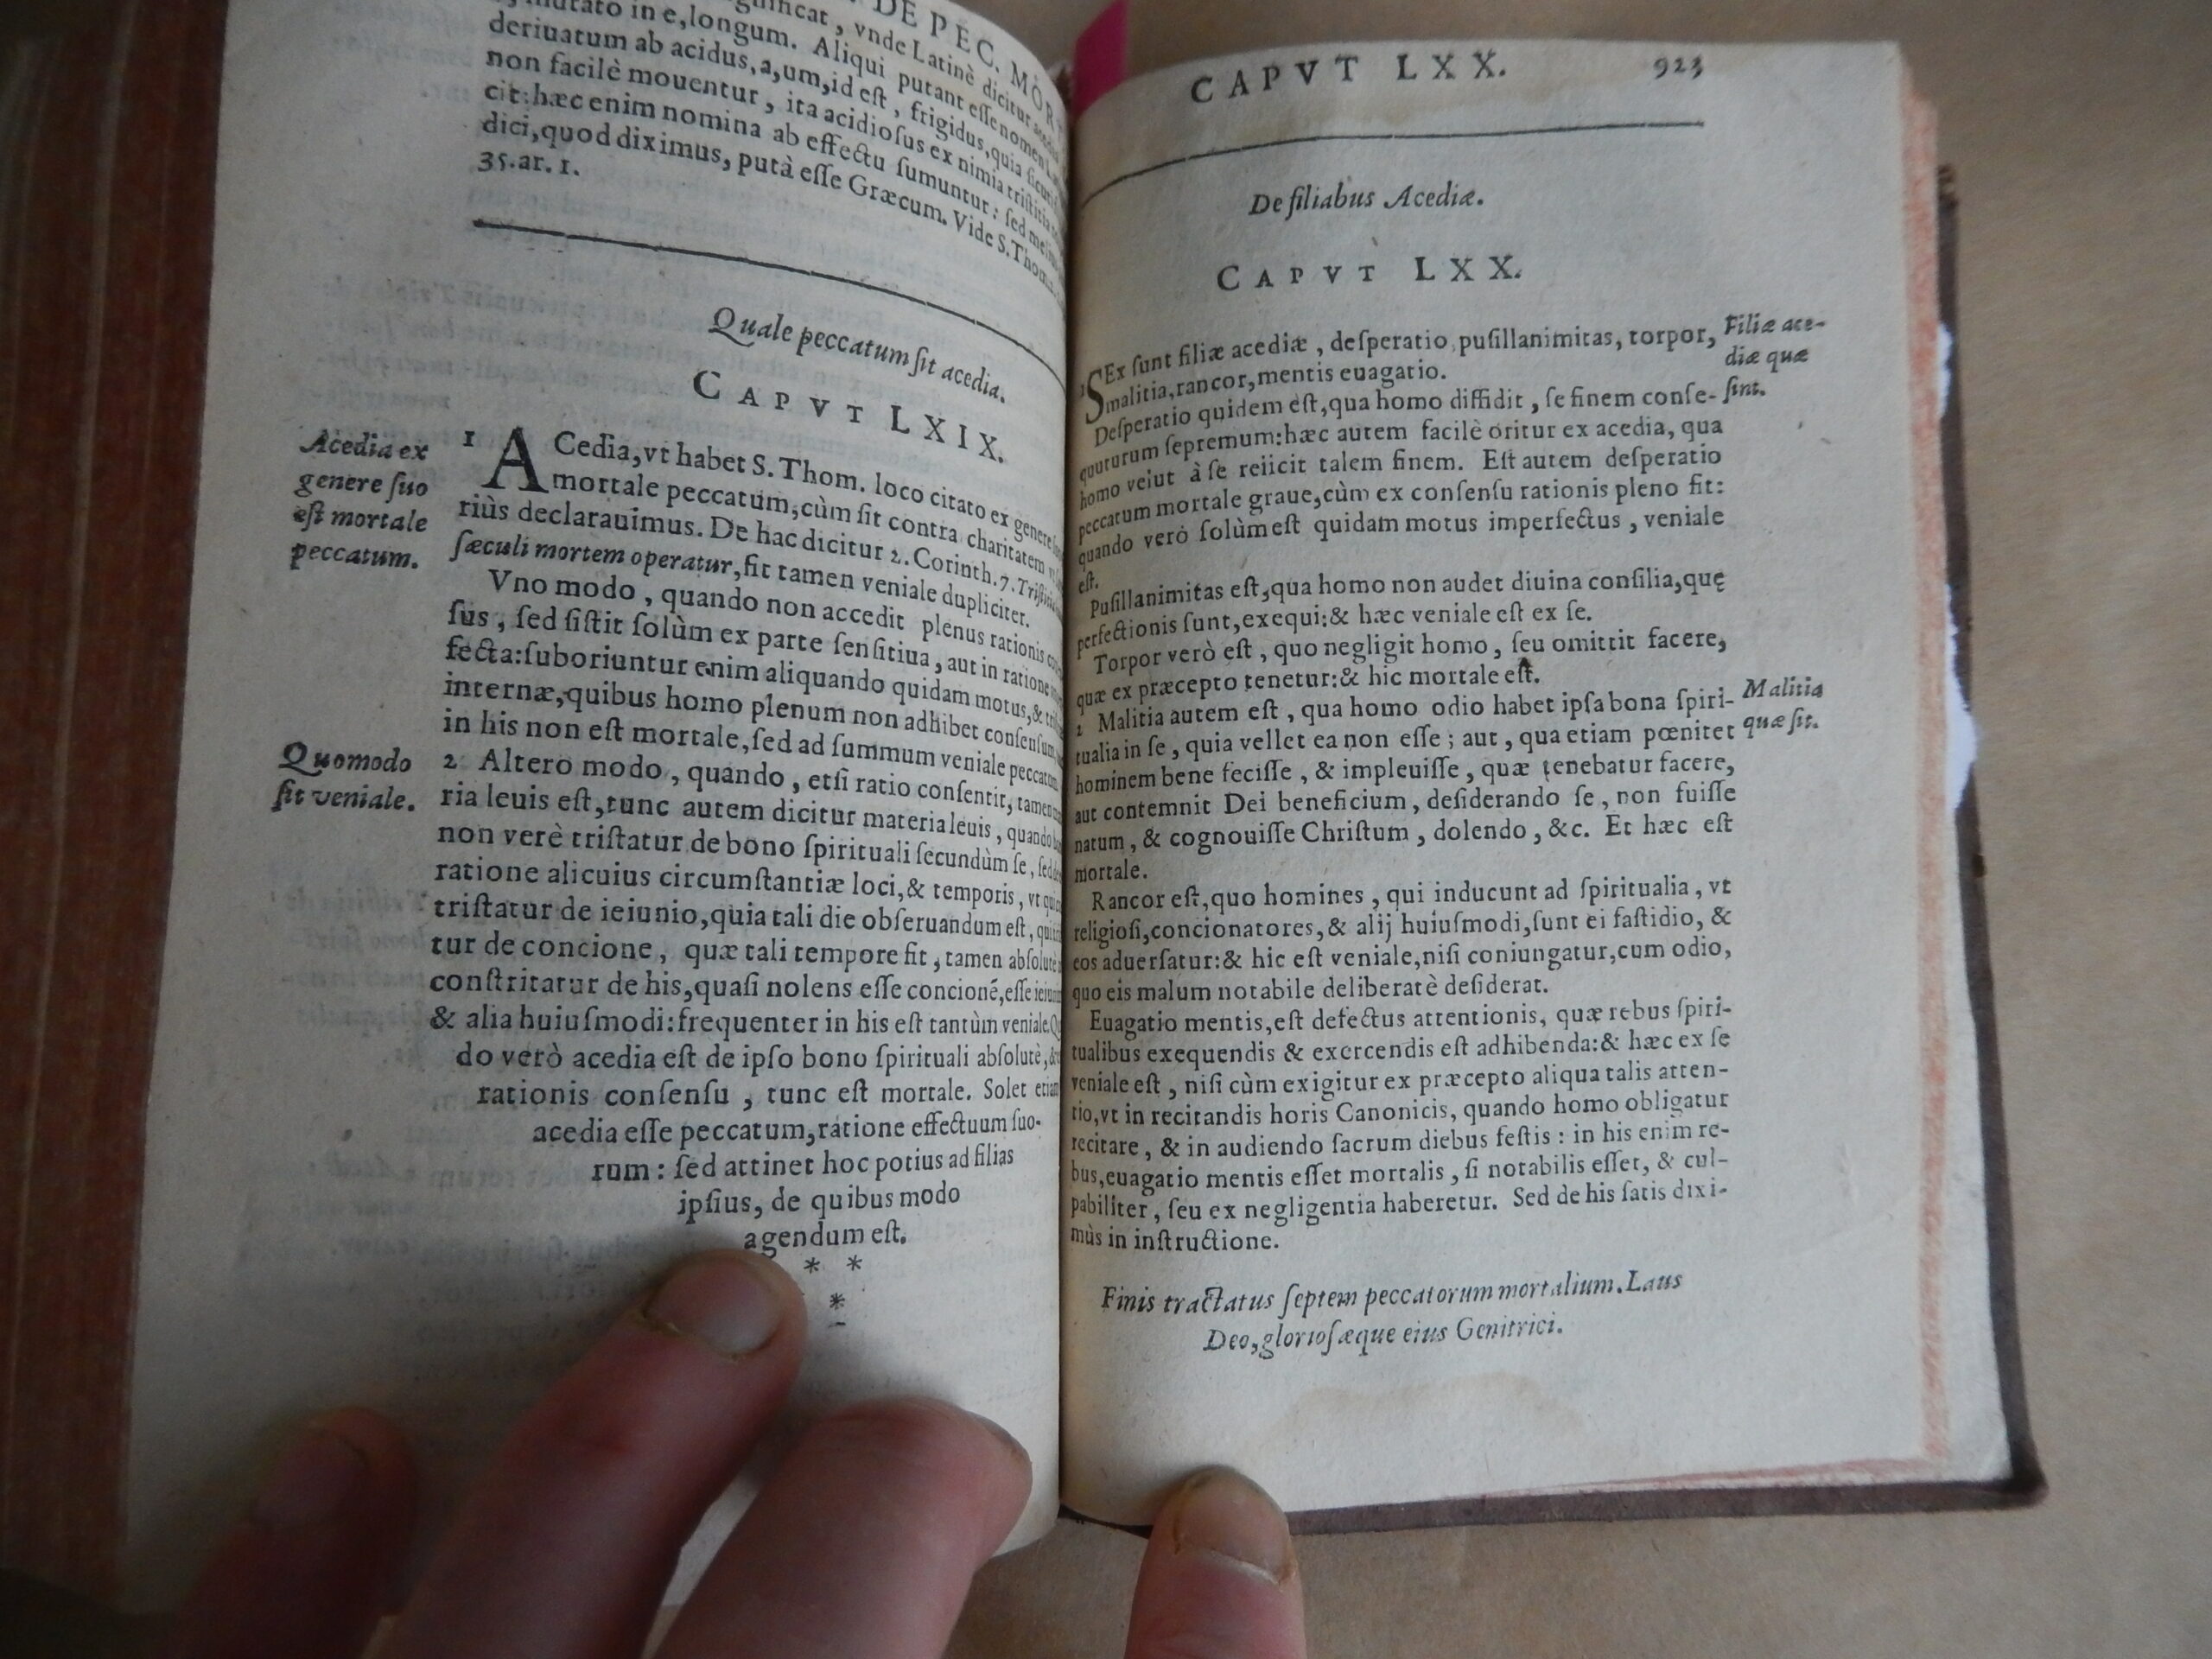 DE PEC. MOR
mutato in e, longum. Aliqui putant esse nomen
gnificat, vnde Latinè dicitur acedia
deriuatum ab acidus, a, um, id est, frigidus, quia sicuti
non facilè mouentur, ita acidiosus ex nimia tristitia
cit: hæc enim nomina ab effectu sumuntur: sed
dici, quod diximus, putà esse Græcum. Vide S. Thom.
35. ar. 1.
Quale peccatum ſit acedia.
CAPVT LXIX.
Acedia ex
genere ſuo
eſt mortale
peccatum.
1 ACedia, vt habet S. Thom. loco citato ex genere
mortale peccatum, cùm ſit contra charitatem
riùs declarauimus. De hac dicitur 2. Corinth. 7. Triſtitia
ſæculi mortem operatur, fit tamen veniale dupliciter.
Vno modo, quando non accedit plenus rationis
ſus, ſed ſiſtit ſolùm ex parte ſenſitiua, aut in ratione
fecta: ſuboriuntur enim aliquando quidam motus, &
internæ, quibus homo plenum non adhibet conſenſum,
in his non eſt mortale, ſed ad ſummum veniale peccatum
Quomodo
ſit veniale.
2 Altero modo, quando, etſi ratio conſentit, tamen
ria leuis eſt, tunc autem dicitur materia leuis, quando
non verè triſtatur de bono ſpirituali ſecundùm ſe, ſed
ratione alicuius circumſtantiæ loci, & temporis, vt
triſtatur de ieiunio, quia tali die obſeruandum eſt,
tur de concione, quæ tali tempore fit, tamen abſolutè
conſtritatur de his, quaſi nolens eſſe concionē, eſſe
& alia huiuſmodi: frequenter in his eſt tantùm veniale.
do verò acedia eſt de ipſo bono ſpirituali abſolutè,
rationis conſenſu, tunc eſt mortale. Solet etiam
acedia eſſe peccatum, ratione effectuum ſuo-
rum: ſed attinet hoc potius ad filias
ipſius, de quibus modo
agendum eſt.
* *
*
CAPVT LXX. 923
De filiabus Acediæ.
CAPVT LXX.
1 SEx ſunt filiæ acediæ, deſperatio, puſillanimitas, torpor,
malitia, rancor, mentis euagatio.
Filiæ ace-
diæ quæ
ſint.
Deſperatio quidem eſt, qua homo diffidit, ſe finem conſe-
quuturum ſepremum: hæc autem facilè oritur ex acedia, qua
homo velut à ſe reiicit talem finem. Eſt autem deſperatio
peccatum mortale graue, cùm ex conſenſu rationis pleno fit:
quando verò ſolùm eſt quidam motus imperfectus, veniale
eſt.
Puſillanimitas eſt, qua homo non audet diuina conſilia, quę
perfectionis ſunt, exequi: & hæc veniale eſt ex ſe.
Torpor verò eſt, quo negligit homo, ſeu omittit facere,
quæ ex præcepto tenetur: & hic mortale eſt.
2 Malitia autem eſt, qua homo odio habet ipſa bona ſpiri-
tualia in ſe, quia vellet ea non eſſe; aut, qua etiam pœnitet
Malitia
quæ ſit.
hominem bene feciſſe, & impleuiſſe, quæ tenebatur facere,
aut contemnit Dei beneficium, deſiderando ſe, non fuiſſe
natum, & cognouiſſe Chriſtum, dolendo, &c. Et hæc eſt
mortale.
Rancor eſt, quo homines, qui inducunt ad ſpiritualia, vt
religioſi, concionatores, & alij huiuſmodi, ſunt ei faſtidio, &
eos aduerſatur: & hic eſt veniale, niſi coniungatur, cum odio,
quo eis malum notabile deliberatè deſiderat.
Euagatio mentis, eſt defectus attentionis, quæ rebus ſpiri-
tualibus exequendis & exercendis eſt adhibenda: & hæc ex ſe
veniale eſt, niſi cùm exigitur ex præcepto aliqua talis atten-
tio, vt in recitandis horis Canonicis, quando homo obligatur
recitare, & in audiendo ſacrum diebus feſtis: in his enim re-
bus, euagatio mentis eſſet mortalis, ſi notabilis eſſet, & cul-
pabiliter, ſeu ex negligentia haberetur. Sed de his ſatis dixi-
mùs in inſtructione.
Finis tractatus ſeptem peccatorum mortalium. Laus
Deo, glorioſæque eius Genitrici.